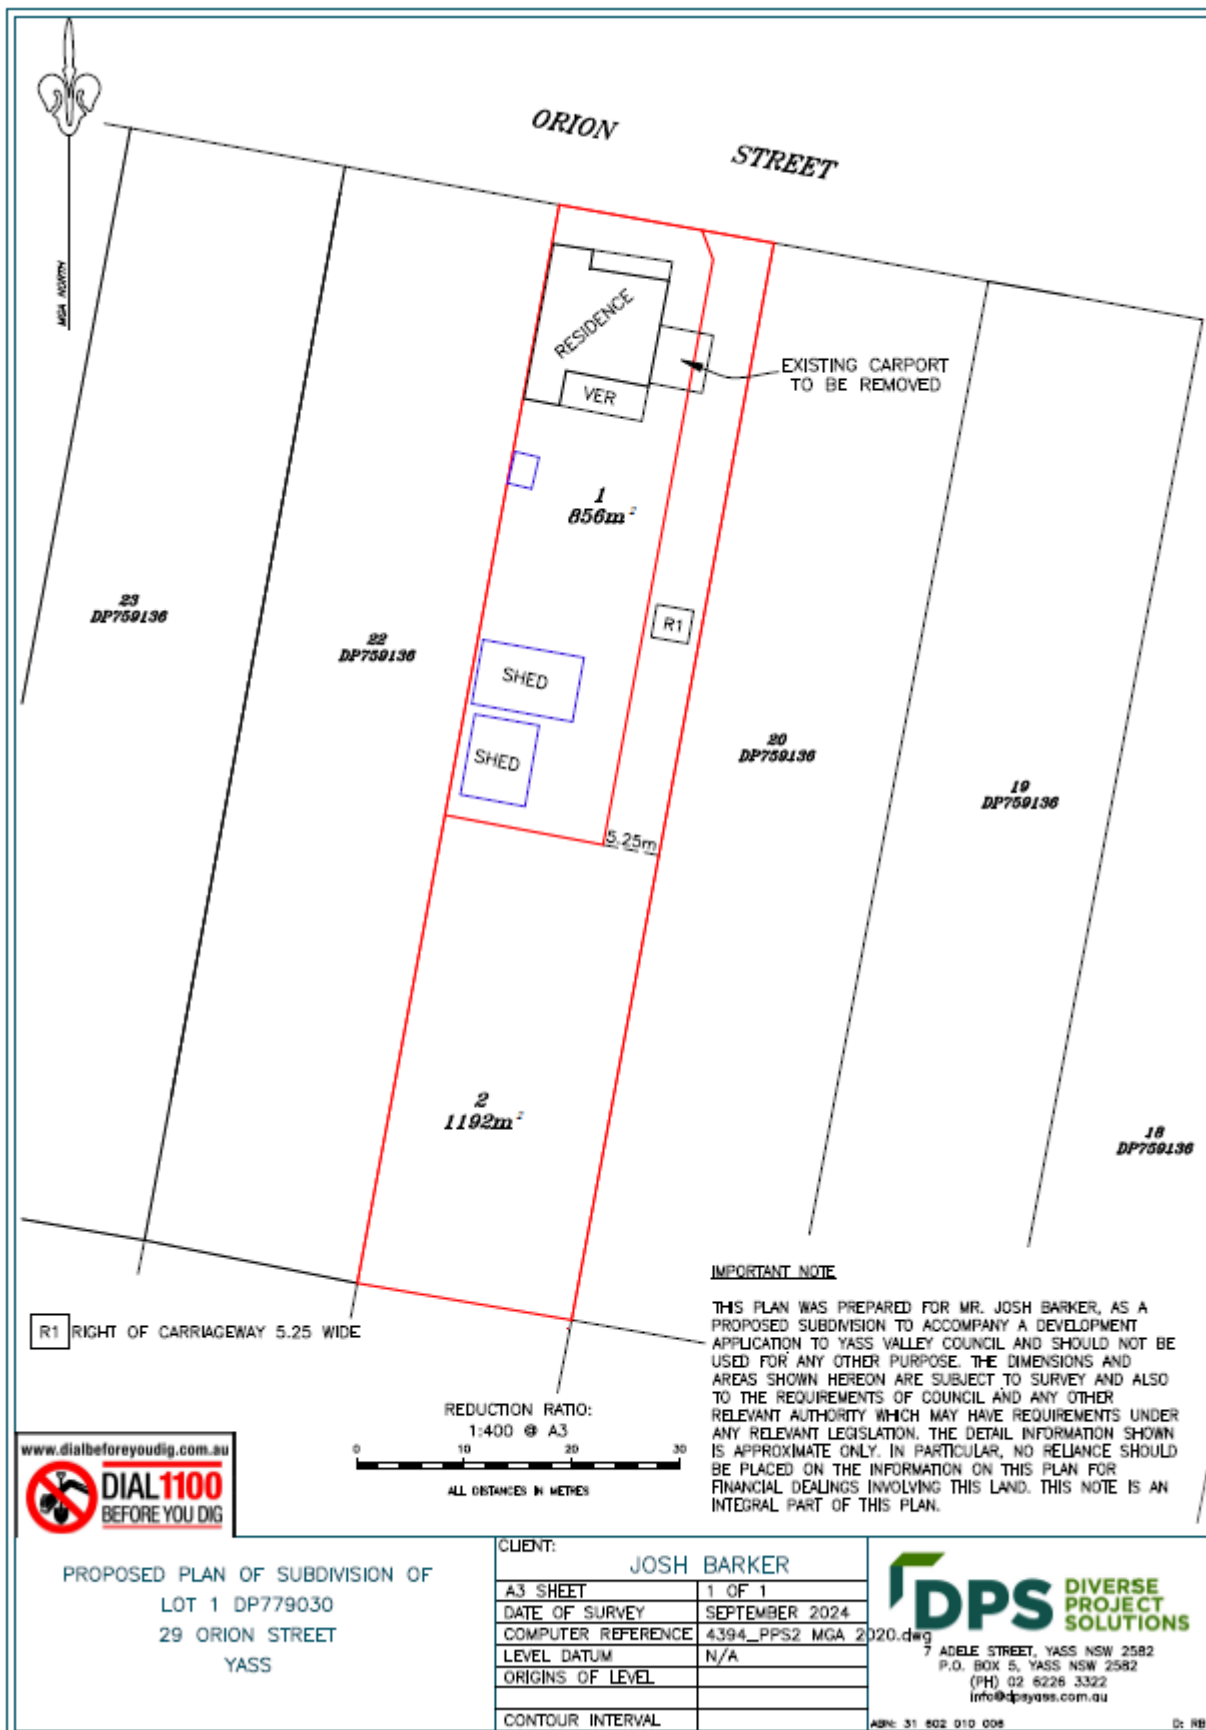 ORION STREET
MGA NORTH
RESIDENCE
VER
EXISTING CARPORT
TO BE REMOVED
1
856m²
R1
23
DP759136
22
DP759136
SHED
SHED
20
DP759136
19
DP759136
5.25m
2
1192m²
18
DP759136
R1 RIGHT OF CARRIAGEWAY 5.25 WIDE
IMPORTANT NOTE
THIS PLAN WAS PREPARED FOR MR. JOSH BARKER, AS A
PROPOSED SUBDIVISION TO ACCOMPANY A DEVELOPMENT
APPLICATION TO YASS VALLEY COUNCIL AND SHOULD NOT BE
USED FOR ANY OTHER PURPOSE. THE DIMENSIONS AND
AREAS SHOWN HEREON ARE SUBJECT TO SURVEY AND ALSO
TO THE REQUIREMENTS OF COUNCIL AND ANY OTHER
RELEVANT AUTHORITY WHICH MAY HAVE REQUIREMENTS UNDER
ANY RELEVANT LEGISLATION. THE DETAIL INFORMATION SHOWN
IS APPROXIMATE ONLY. IN PARTICULAR, NO RELIANCE SHOULD
BE PLACED ON THE INFORMATION ON THIS PLAN FOR
FINANCIAL DEALINGS INVOLVING THIS LAND. THIS NOTE IS AN
INTEGRAL PART OF THIS PLAN.
REDUCTION RATIO:
1:400 @ A3
0 10 20 30
ALL DISTANCES IN METRES
www.dialbeforeyoudig.com.au
DIAL1100
BEFORE YOU DIG
PROPOSED PLAN OF SUBDIVISION OF
LOT 1 DP779030
29 ORION STREET
YASS
CLIENT:
JOSH BARKER
A3 SHEET 1 OF 1
DATE OF SURVEY SEPTEMBER 2024
COMPUTER REFERENCE 4394_PPS2 MGA 2020.dwg
LEVEL DATUM N/A
ORIGINS OF LEVEL
CONTOUR INTERVAL
DPS DIVERSE
PROJECT
SOLUTIONS
7 ADELE STREET, YASS NSW 2582
P.O. BOX 5, YASS NSW 2582
(PH) 02 6226 3322
info@dpsyass.com.au
ABN: 31 602 010 006
D: RB